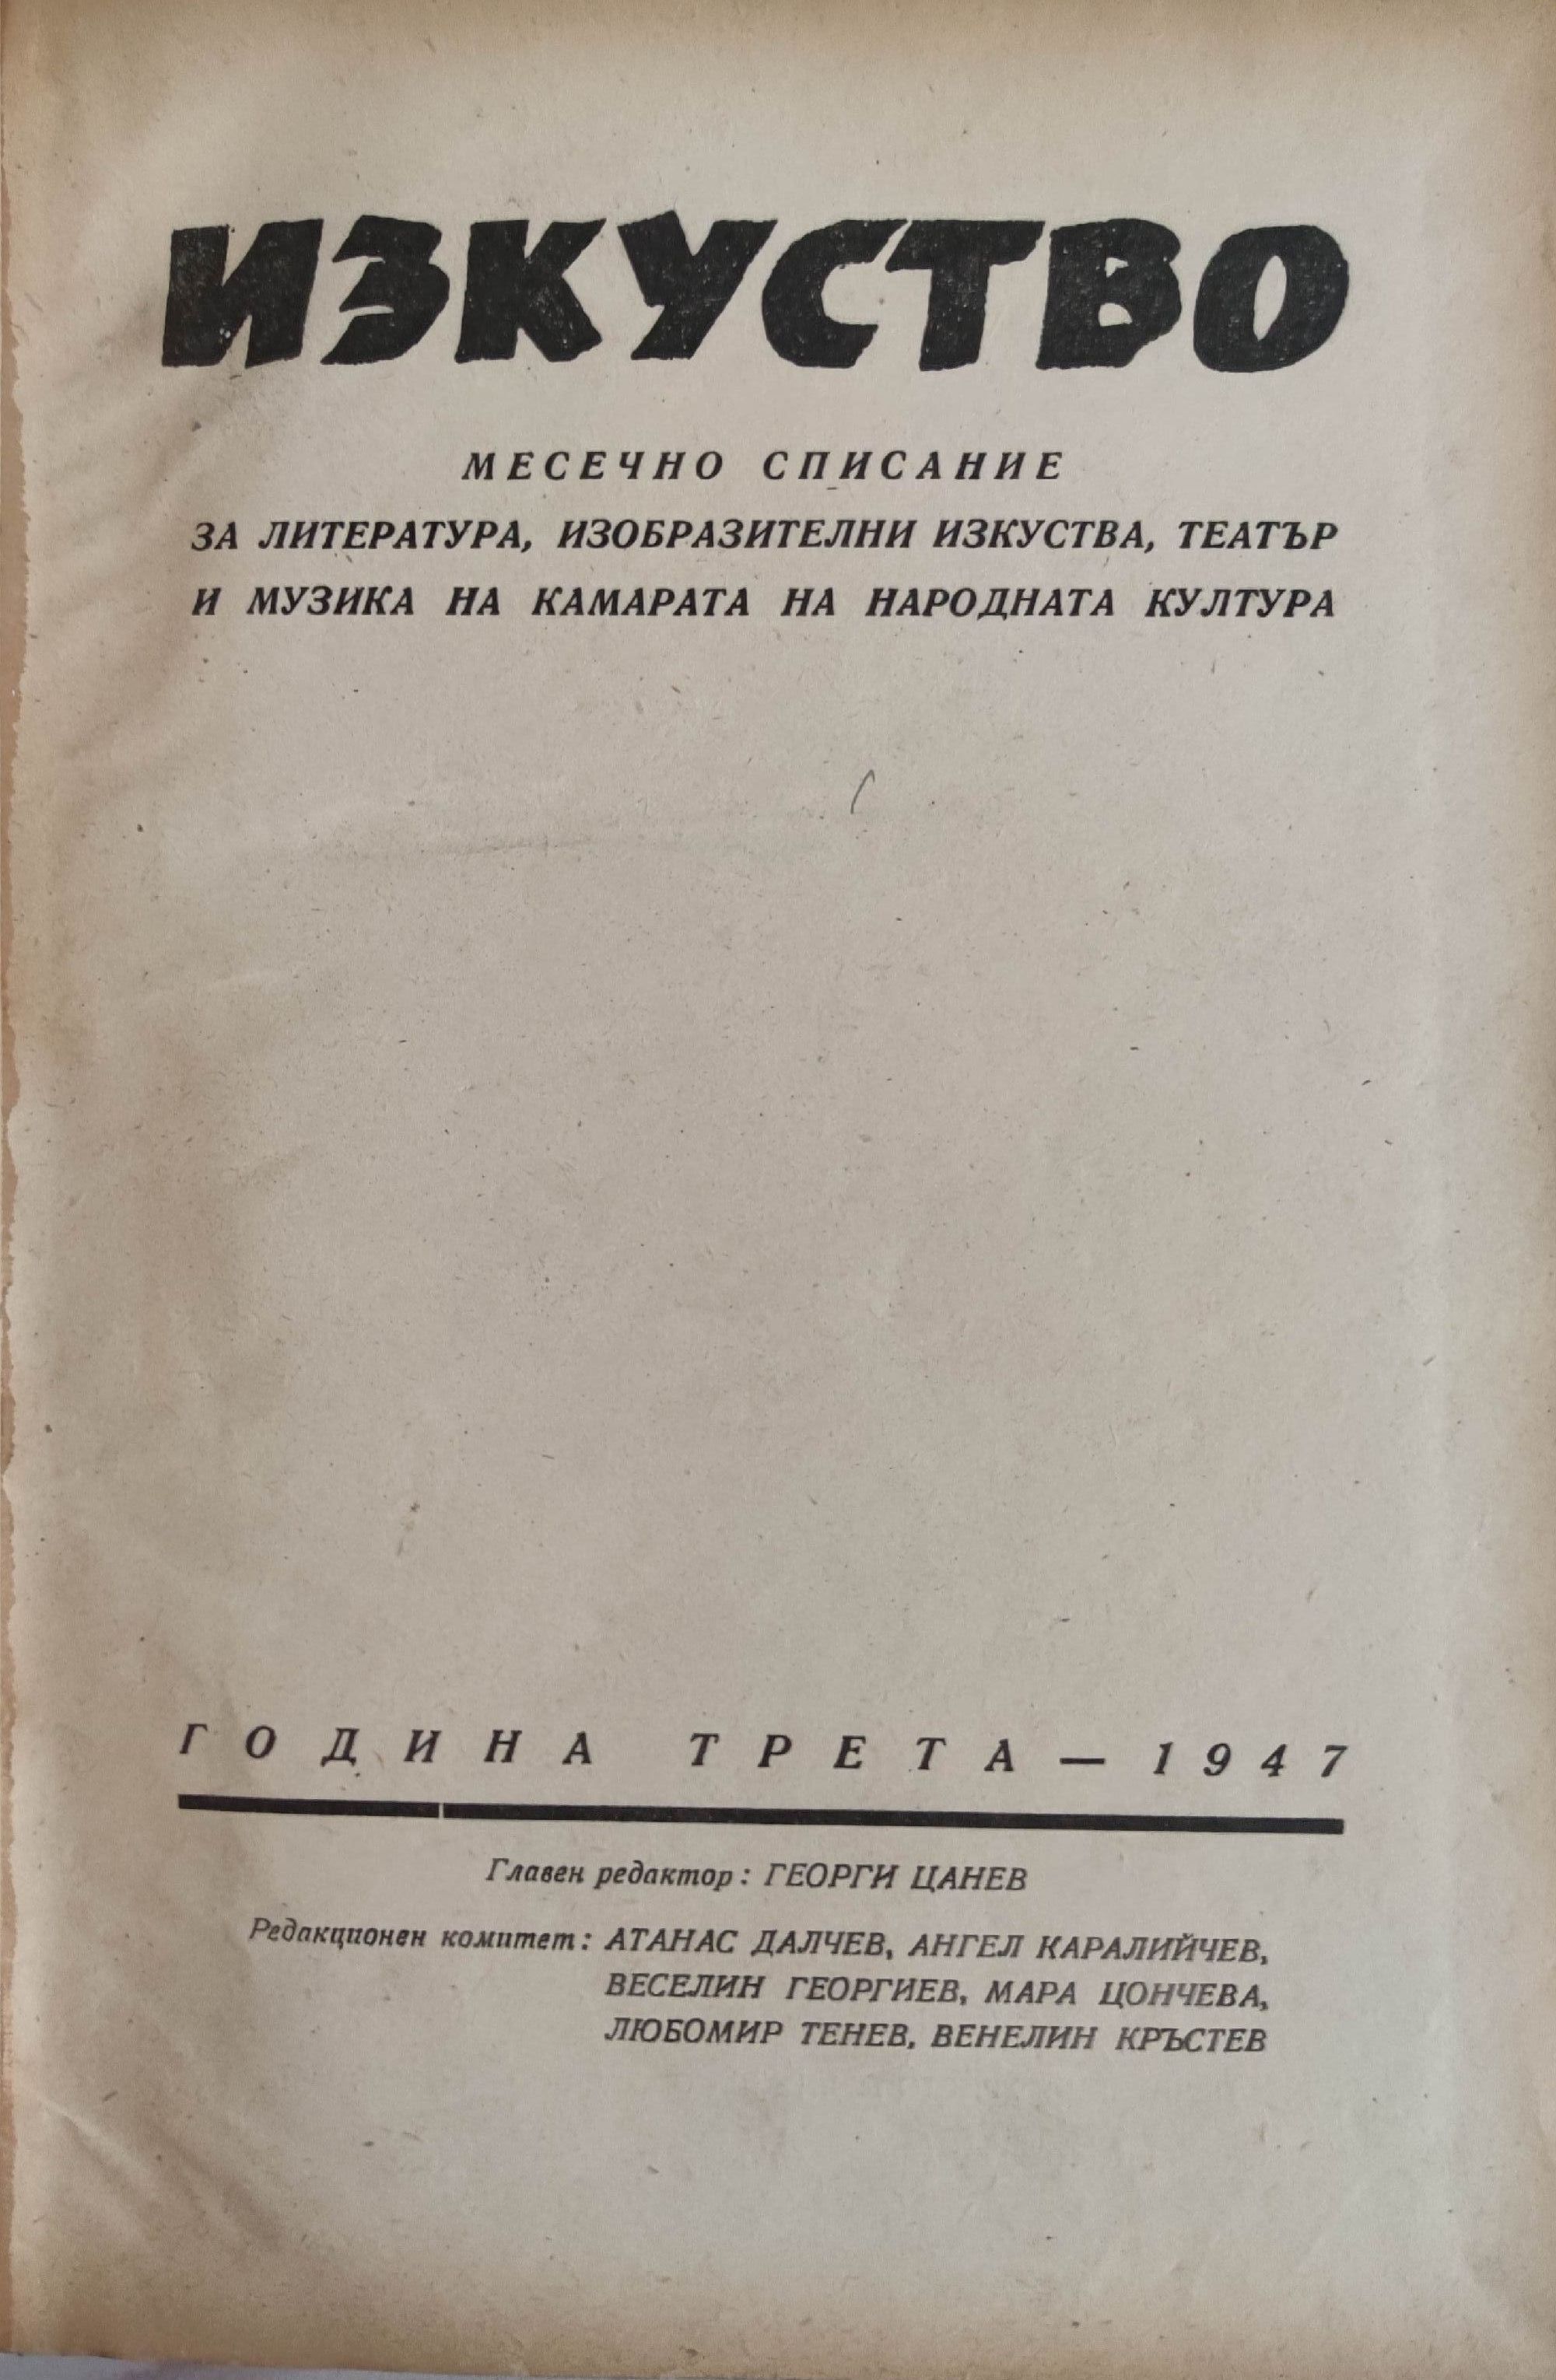 ИЗКУСТВО
МЕСЕЧНО СПИСАНИЕ
ЗА ЛИТЕРАТУРА, ИЗОБРАЗИТЕЛНИ ИЗКУСТВА, ТЕАТЪР
И МУЗИКА НА КАМАРАТА НА НАРОДНАТА КУЛТУРА
ГОДИНА ТРЕТА — 1947
Главен редактор: ГЕОРГИ ЦАНЕВ
Редакционен комитет: АТАНАС ДАЛЧЕВ, АНГЕЛ КАРАЛИЙЧЕВ,
ВЕСЕЛИН ГЕОРГИЕВ, МАРА ЦОНЧЕВА,
ЛЮБОМИР ТЕНЕВ, ВЕНЕЛИН КРЪСТЕВ